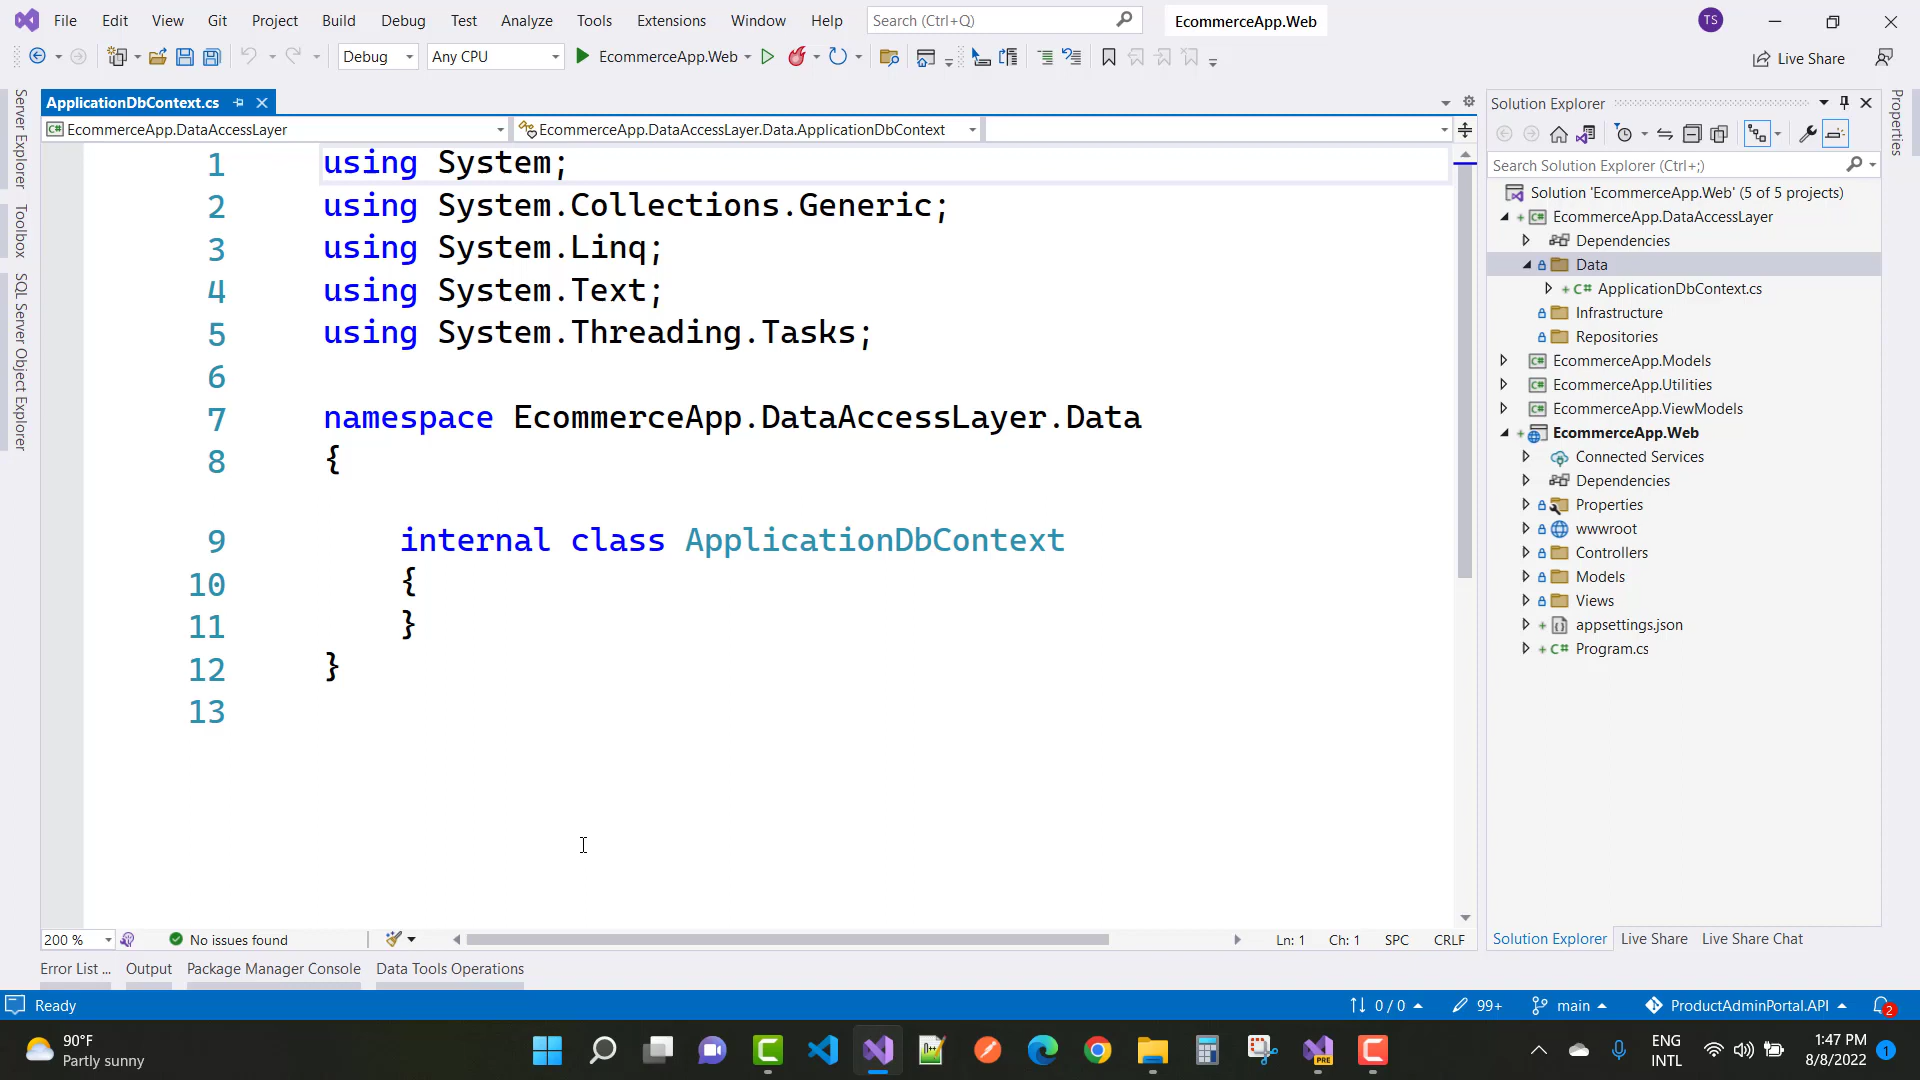 File Edit View Git Project Build Debug Test Analyze Tools Extensions Window Help Search (Ctrl+Q) EcommerceApp.Web TS
Debug Any CPU EcommerceApp.Web Live Share
ApplicationDbContext.cs
EcommerceApp.DataAccessLayer EcommerceApp.DataAccessLayer.Data.ApplicationDbContext
Server Explorer
Toolbox
SQL Server Object Explorer
1 using System;
2 using System.Collections.Generic;
3 using System.Linq;
4 using System.Text;
5 using System.Threading.Tasks;
6
7 namespace EcommerceApp.DataAccessLayer.Data
8 {
9 internal class ApplicationDbContext
10 {
11 }
12 }
13
200 % No issues found Ln: 1 Ch: 1 SPC CRLF
Solution Explorer
Search Solution Explorer (Ctrl+;)
Solution 'EcommerceApp.Web' (5 of 5 projects)
EcommerceApp.DataAccessLayer
Dependencies
Data
C# ApplicationDbContext.cs
Infrastructure
Repositories
EcommerceApp.Models
EcommerceApp.Utilities
EcommerceApp.ViewModels
EcommerceApp.Web
Connected Services
Dependencies
Properties
wwwroot
Controllers
Models
Views
appsettings.json
C# Program.cs
Solution Explorer Live Share Live Share Chat
Properties
Error List ... Output Package Manager Console Data Tools Operations
Ready 0 / 0 99+ main ProductAdminPortal.API 2
90°F
Partly sunny
PRE
ENG
INTL
1:47 PM
8/8/2022
1